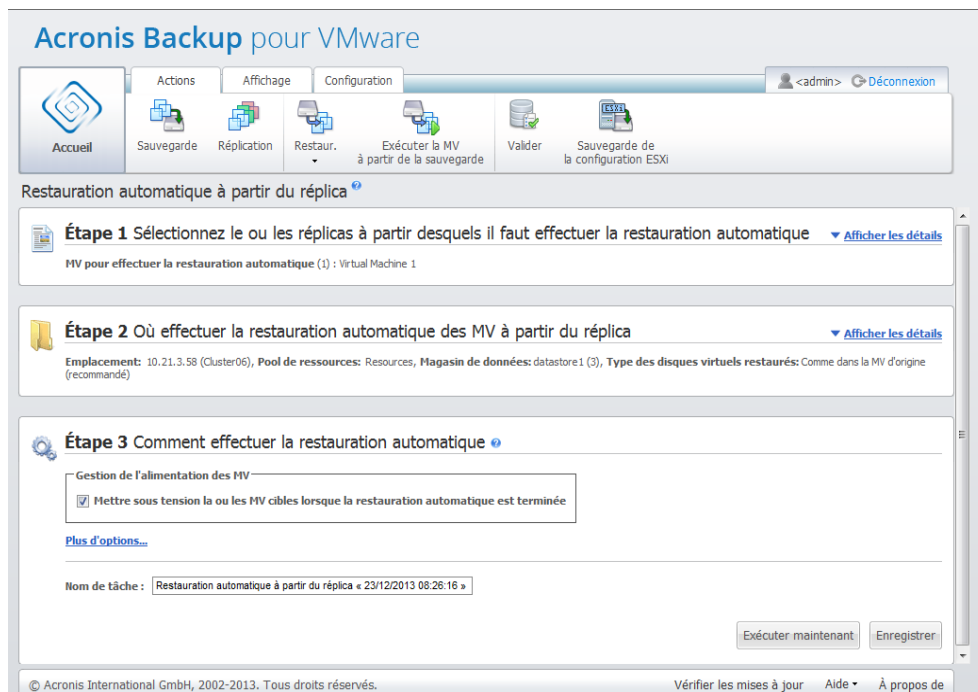 Acronis Backup pour VMware
Actions
Affichage
Configuration
<admin>
Déconnexion
Accueil
Sauvegarde
Réplication
Restaur.
Exécuter la MV
à partir de la sauvegarde
Valider
ESXi
Sauvegarde de
la configuration ESXi
Restauration automatique à partir du réplica
Étape 1 Sélectionnez le ou les réplicas à partir desquels il faut effectuer la restauration automatique
Afficher les détails
MV pour effectuer la restauration automatique (1) : Virtual Machine 1
Étape 2 Où effectuer la restauration automatique des MV à partir du réplica
Afficher les détails
Emplacement: 10.21.3.58 (Cluster06), Pool de ressources: Resources, Magasin de données: datastore1 (3), Type des disques virtuels restaurés: Comme dans la MV d'origine
(recommandé)
Étape 3 Comment effectuer la restauration automatique
Gestion de l'alimentation des MV
Mettre sous tension la ou les MV cibles lorsque la restauration automatique est terminée
Plus d'options...
Nom de tâche : Restauration automatique à partir du réplica « 23/12/2013 08:26:16 »
Exécuter maintenant
Enregistrer
© Acronis International GmbH, 2002-2013. Tous droits réservés.
Vérifier les mises à jour
Aide
À propos de